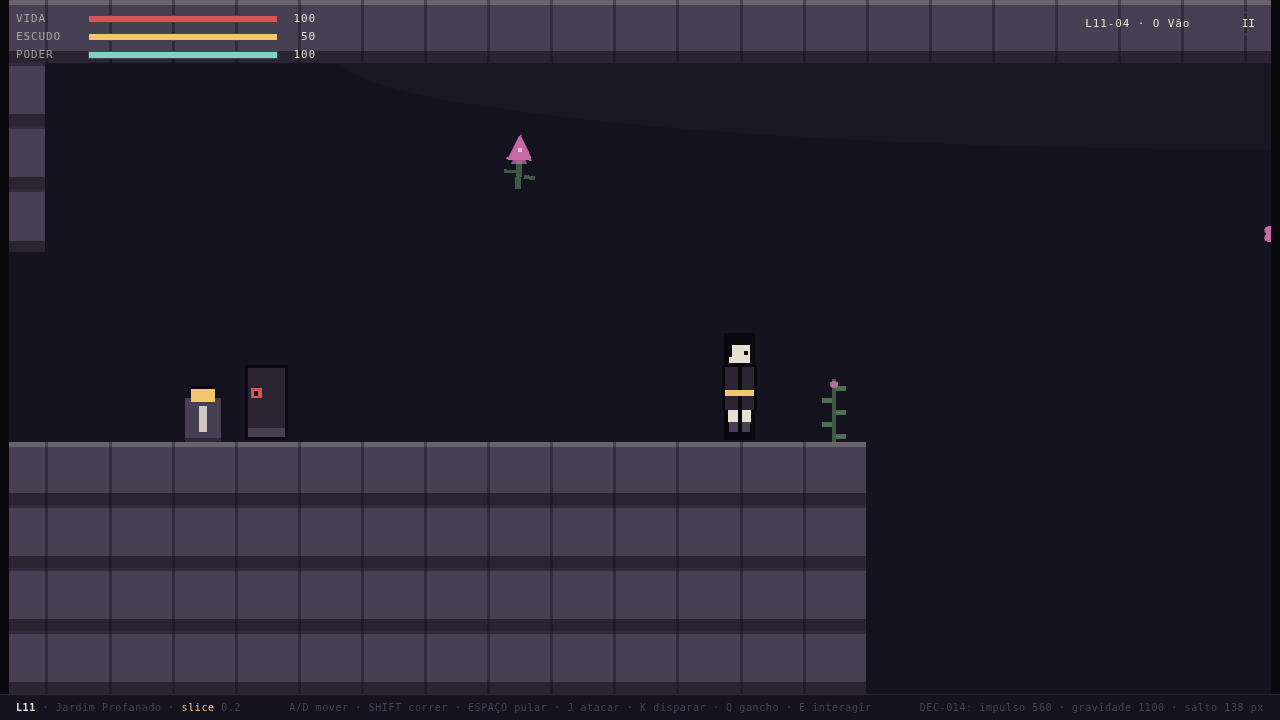 VIDA 100
ESCUDO 50
PODER 100
L11-04 · O Vão II
L11 · Jardim Profanado · slice 0.2
A/D mover · SHIFT correr · ESPAÇO pular · J atacar · K disparar · Q gancho · E interagir
DEC-014: impulso 560 · gravidade 1100 · salto 138 px